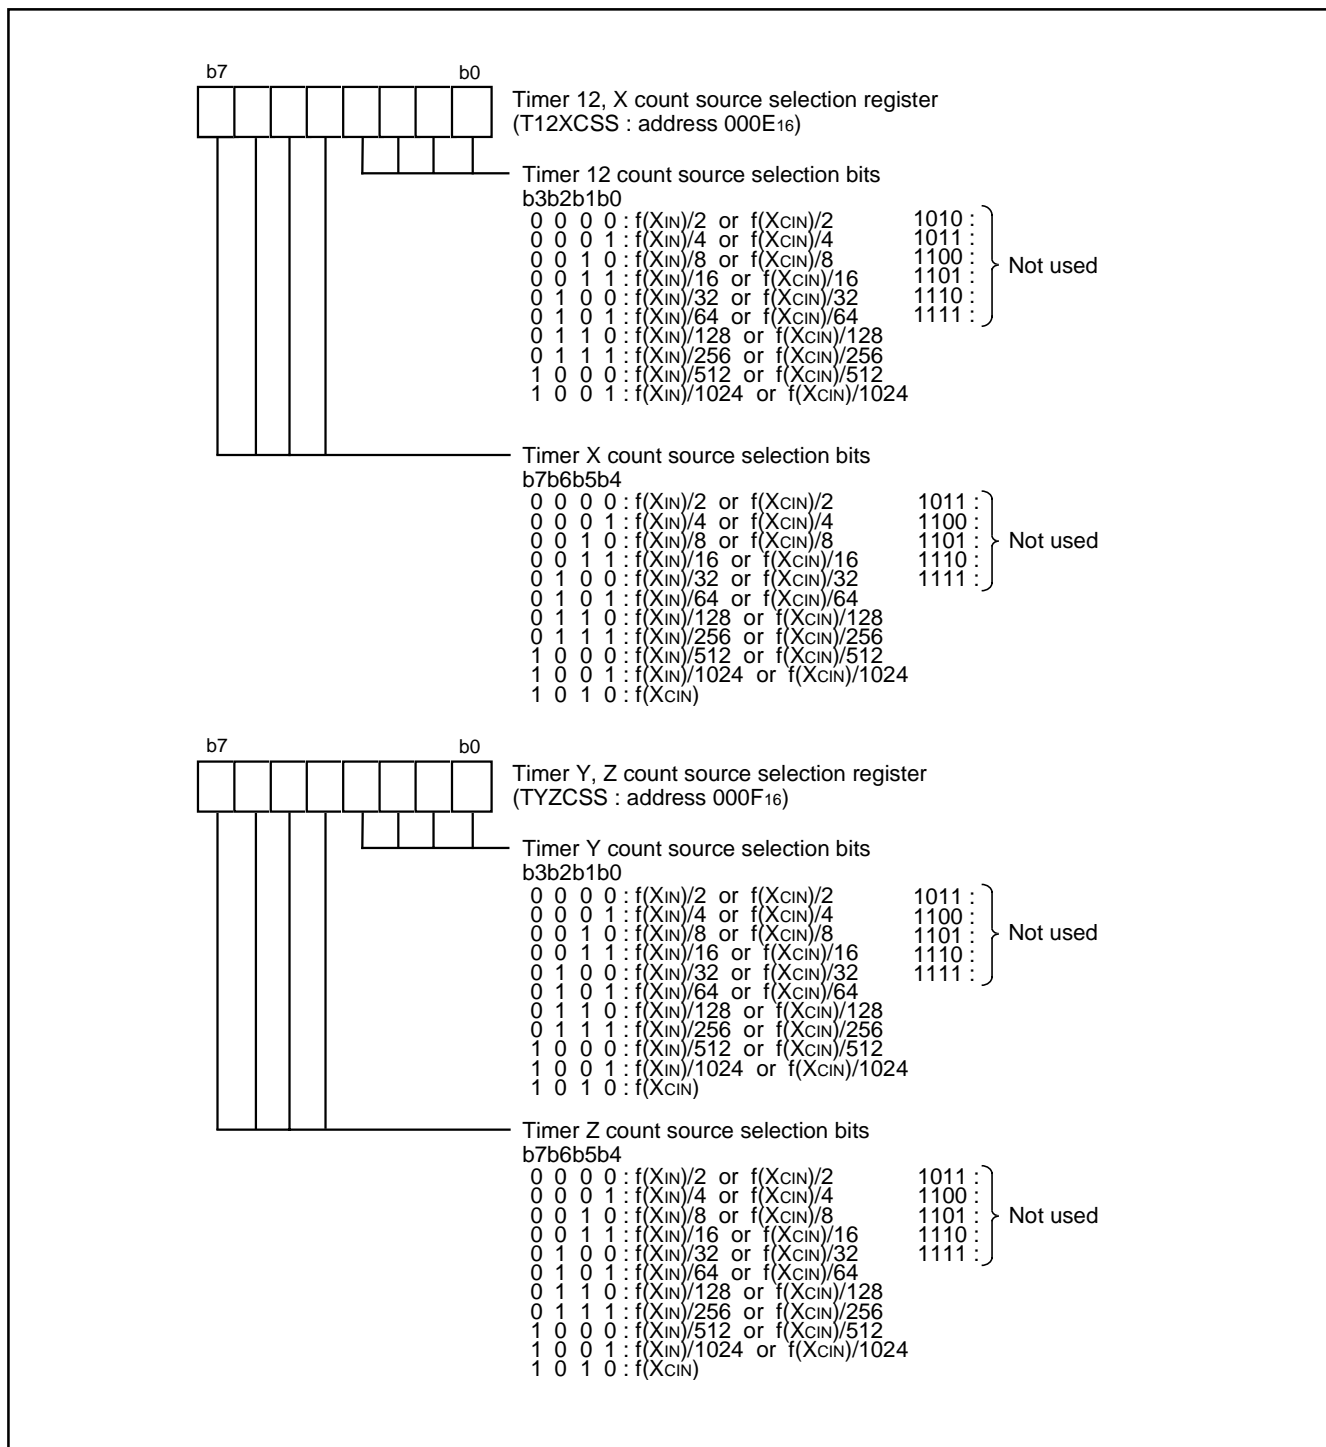 b7 b0
Timer 12, X count source selection register
(T12XCSS : address 000E16)
Timer 12 count source selection bits
b3b2b1b0
0 0 0 0 : f(XIN)/2 or f(XCIN)/2 1010 :
0 0 0 1 : f(XIN)/4 or f(XCIN)/4 1011 :
0 0 1 0 : f(XIN)/8 or f(XCIN)/8 1100 :
0 0 1 1 : f(XIN)/16 or f(XCIN)/16 1101 : Not used
0 1 0 0 : f(XIN)/32 or f(XCIN)/32 1110 :
0 1 0 1 : f(XIN)/64 or f(XCIN)/64 1111 :
0 1 1 0 : f(XIN)/128 or f(XCIN)/128
0 1 1 1 : f(XIN)/256 or f(XCIN)/256
1 0 0 0 : f(XIN)/512 or f(XCIN)/512
1 0 0 1 : f(XIN)/1024 or f(XCIN)/1024
Timer X count source selection bits
b7b6b5b4
0 0 0 0 : f(XIN)/2 or f(XCIN)/2 1011 :
0 0 0 1 : f(XIN)/4 or f(XCIN)/4 1100 :
0 0 1 0 : f(XIN)/8 or f(XCIN)/8 1101 : Not used
0 0 1 1 : f(XIN)/16 or f(XCIN)/16 1110 :
0 1 0 0 : f(XIN)/32 or f(XCIN)/32 1111 :
0 1 0 1 : f(XIN)/64 or f(XCIN)/64
0 1 1 0 : f(XIN)/128 or f(XCIN)/128
0 1 1 1 : f(XIN)/256 or f(XCIN)/256
1 0 0 0 : f(XIN)/512 or f(XCIN)/512
1 0 0 1 : f(XIN)/1024 or f(XCIN)/1024
1 0 1 0 : f(XCIN)
b7 b0
Timer Y, Z count source selection register
(TYZCSS : address 000F16)
Timer Y count source selection bits
b3b2b1b0
0 0 0 0 : f(XIN)/2 or f(XCIN)/2 1011 :
0 0 0 1 : f(XIN)/4 or f(XCIN)/4 1100 :
0 0 1 0 : f(XIN)/8 or f(XCIN)/8 1101 : Not used
0 0 1 1 : f(XIN)/16 or f(XCIN)/16 1110 :
0 1 0 0 : f(XIN)/32 or f(XCIN)/32 1111 :
0 1 0 1 : f(XIN)/64 or f(XCIN)/64
0 1 1 0 : f(XIN)/128 or f(XCIN)/128
0 1 1 1 : f(XIN)/256 or f(XCIN)/256
1 0 0 0 : f(XIN)/512 or f(XCIN)/512
1 0 0 1 : f(XIN)/1024 or f(XCIN)/1024
1 0 1 0 : f(XCIN)
Timer Z count source selection bits
b7b6b5b4
0 0 0 0 : f(XIN)/2 or f(XCIN)/2 1011 :
0 0 0 1 : f(XIN)/4 or f(XCIN)/4 1100 :
0 0 1 0 : f(XIN)/8 or f(XCIN)/8 1101 : Not used
0 0 1 1 : f(XIN)/16 or f(XCIN)/16 1110 :
0 1 0 0 : f(XIN)/32 or f(XCIN)/32 1111 :
0 1 0 1 : f(XIN)/64 or f(XCIN)/64
0 1 1 0 : f(XIN)/128 or f(XCIN)/128
0 1 1 1 : f(XIN)/256 or f(XCIN)/256
1 0 0 0 : f(XIN)/512 or f(XCIN)/512
1 0 0 1 : f(XIN)/1024 or f(XCIN)/1024
1 0 1 0 : f(XCIN)